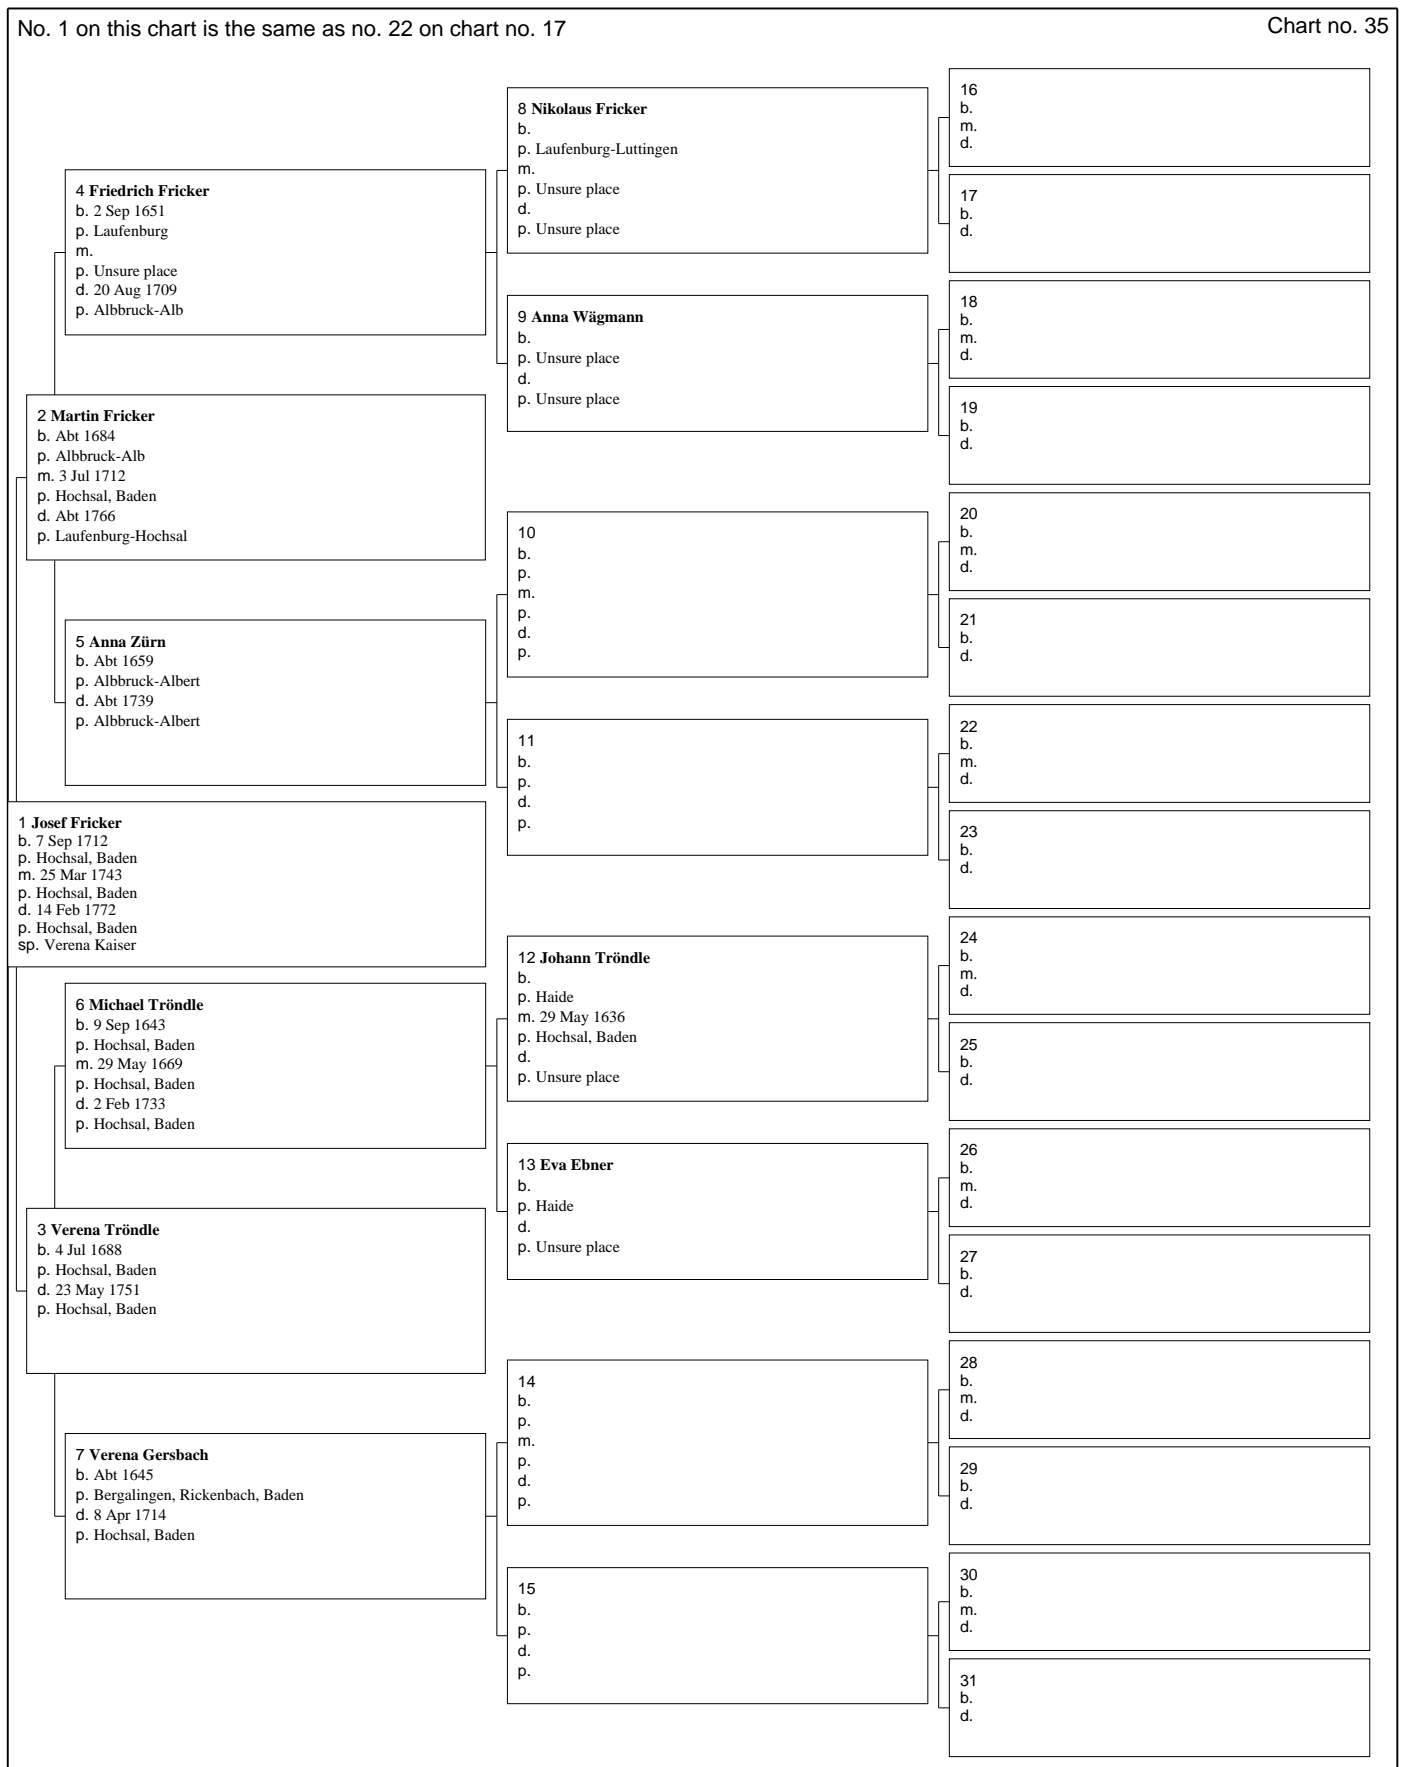 No. 1 on this chart is the same as no. 22 on chart no. 17
Chart no. 35
4 Friedrich Fricker
b. 2 Sep 1651
p. Laufenburg
m.
p. Unsure place
d. 20 Aug 1709
p. Albbruck-Alb
2 Martin Fricker
b. Abt 1684
p. Albbruck-Alb
m. 3 Jul 1712
p. Hochsal, Baden
d. Abt 1766
p. Laufenburg-Hochsal
5 Anna Zürn
b. Abt 1659
p. Albbruck-Albert
d. Abt 1739
p. Albbruck-Albert
1 Josef Fricker
b. 7 Sep 1712
p. Hochsal, Baden
m. 25 Mar 1743
p. Hochsal, Baden
d. 14 Feb 1772
p. Hochsal, Baden
sp. Verena Kaiser
6 Michael Tröndle
b. 9 Sep 1643
p. Hochsal, Baden
m. 29 May 1669
p. Hochsal, Baden
d. 2 Feb 1733
p. Hochsal, Baden
3 Verena Tröndle
b. 4 Jul 1688
p. Hochsal, Baden
d. 23 May 1751
p. Hochsal, Baden
7 Verena Gersbach
b. Abt 1645
p. Bergalingen, Rickenbach, Baden
d. 8 Apr 1714
p. Hochsal, Baden
8 Nikolaus Fricker
b.
p. Laufenburg-Luttingen
m.
p. Unsure place
d.
p. Unsure place
9 Anna Wägmann
b.
p. Unsure place
d.
p. Unsure place
10
b.
p.
m.
p.
d.
p.
11
b.
p.
d.
p.
12 Johann Tröndle
b.
p. Haide
m. 29 May 1636
p. Hochsal, Baden
d.
p. Unsure place
13 Eva Ebner
b.
p. Haide
d.
p. Unsure place
14
b.
p.
m.
p.
d.
p.
15
b.
p.
d.
p.
16
b.
m.
d.
17
b.
d.
18
b.
m.
d.
19
b.
d.
20
b.
m.
d.
21
b.
d.
22
b.
m.
d.
23
b.
d.
24
b.
m.
d.
25
b.
d.
26
b.
m.
d.
27
b.
d.
28
b.
m.
d.
29
b.
d.
30
b.
m.
d.
31
b.
d.